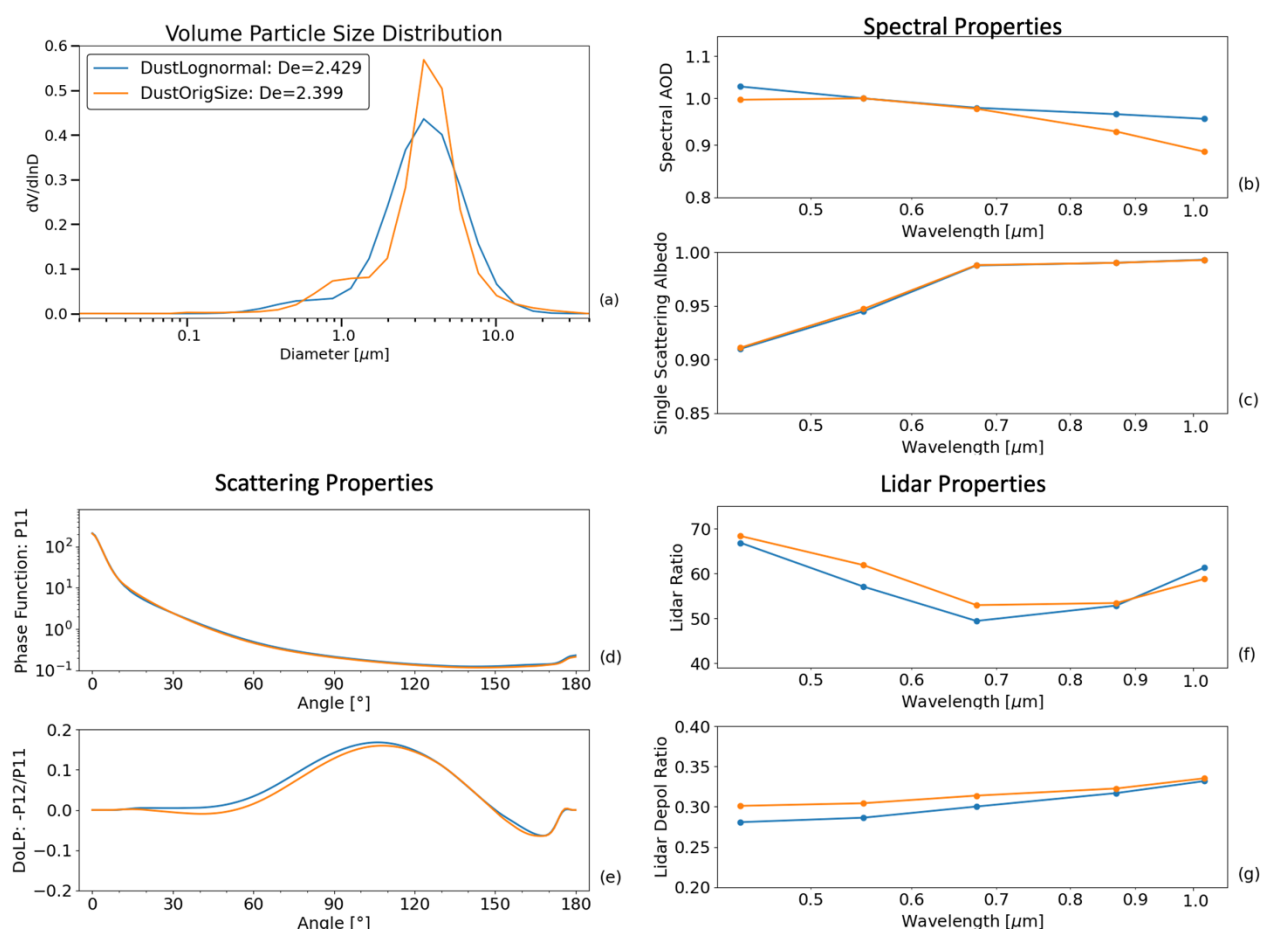 Volume Particle Size Distribution
0.6
0.5
0.4
0.3
0.2
0.1
0.0
dV/dlnD
DustLognormal: De=2.429
DustOrigSize: De=2.399
0.1
1.0
10.0
Diameter [μm]
(a)
Spectral Properties
1.1
1.0
0.9
0.8
Spectral AOD
0.5
0.6
0.7
0.8
0.9
1.0
Wavelength [μm]
(b)
1.00
0.95
0.90
0.85
Single Scattering Albedo
0.5
0.6
0.7
0.8
0.9
1.0
Wavelength [μm]
(c)
Scattering Properties
10²
10¹
10⁰
10⁻¹
Phase Function: P11
0
30
60
90
120
150
180
Angle [°]
(d)
0.2
0.1
0.0
−0.1
−0.2
DoLP: -P12/P11
0
30
60
90
120
150
180
Angle [°]
(e)
Lidar Properties
70
60
50
40
Lidar Ratio
0.5
0.6
0.7
0.8
0.9
1.0
Wavelength [μm]
(f)
0.40
0.35
0.30
0.25
0.20
Lidar Depol Ratio
0.5
0.6
0.7
0.8
0.9
1.0
Wavelength [μm]
(g)